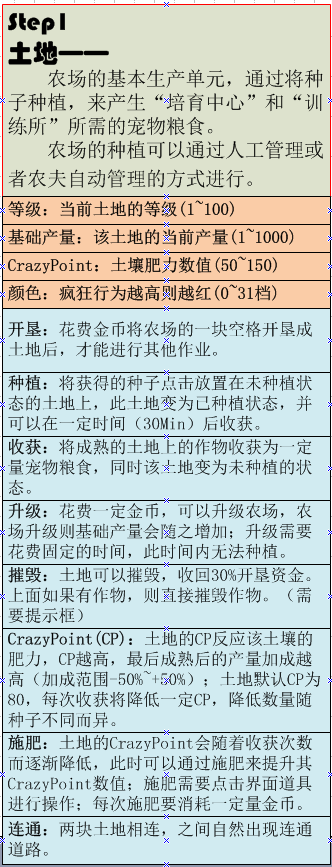 Step1
土地——
农场的基本生产单元，通过将种
子种植，来产生“培育中心”和“训
练所”所需的宠物粮食。
农场的种植可以通过人工管理或
者农夫自动管理的方式进行。
等级：当前土地的等级(1~100)
基础产量：该土地的当前产量(1~1000)
CrazyPoint：土壤肥力数值(50~150)
颜色：疯狂行为越高则越红(0~31档)
开垦：花费金币将农场的一块空格开垦成
土地后，才能进行其他作业。
种植：将获得的种子点击放置在未种植状
态的土地上，此土地变为已种植状态，并
可以在一定时间（30Min）后收获。
收获：将成熟的土地上的作物收获为一定
量宠物粮食，同时该土地变为未种植的状
态。
升级：花费一定金币，可以升级农场，农
场升级则基础产量会随之增加；升级需要
花费固定的时间，此时间内无法种植。
摧毁：土地可以摧毁，收回30%开垦资金。
上面如果有作物，则直接摧毁作物。（需
要提示框）
CrazyPoint(CP)：土地的CP反应该土壤的
肥力，CP越高，最后成熟后的产量加成越
高（加成范围-50%~+50%）；土地默认CP为
80，每次收获将降低一定CP，降低数量随
种子不同而异。
施肥：土地的CrazyPoint会随着收获次数
而逐渐降低，此时可以通过施肥来提升其
CrazyPoint数值；施肥需要点击界面道具
进行操作；每次施肥要消耗一定量金币。
连通：两块土地相连，之间自然出现连通
道路。